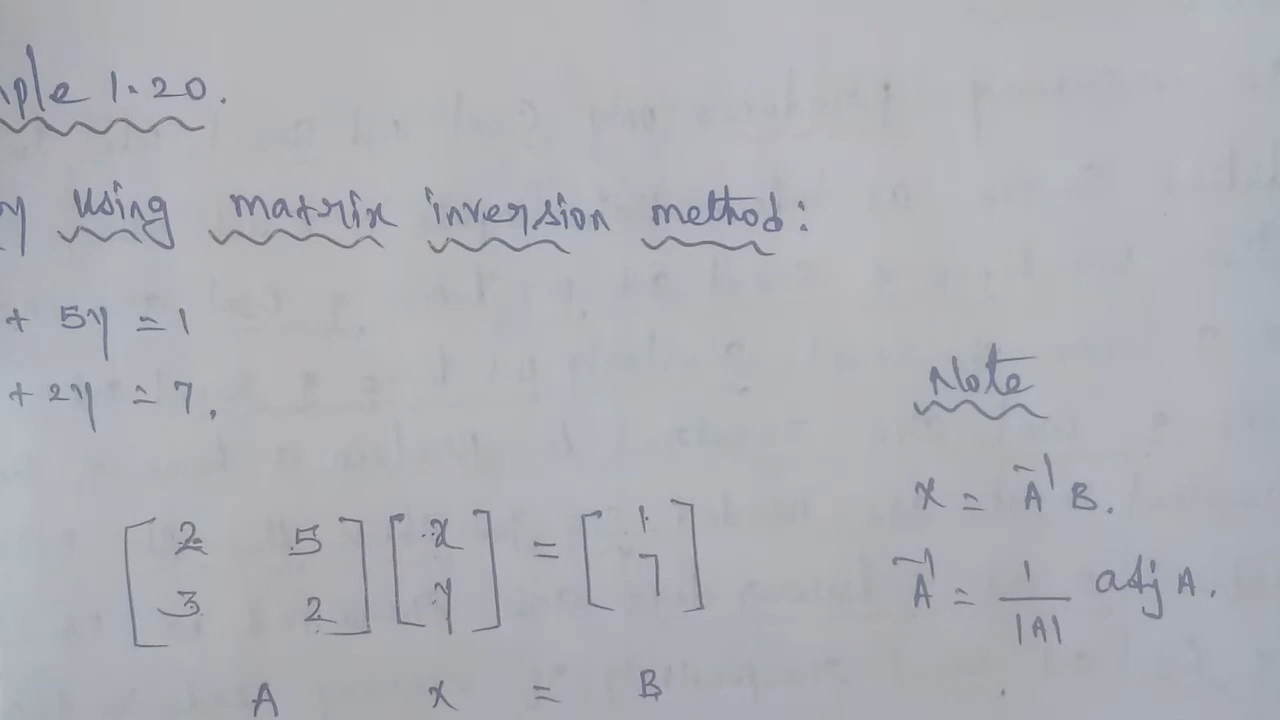 ple 1.20.
y using matrix inversion method:
+ 5y = 1
+ 2y = 7.
Note
x = A⁻¹ B.
A⁻¹ = 1/|A| adj A.
[2 5; 3 2] [x; y] = [1; 7]
A x = B